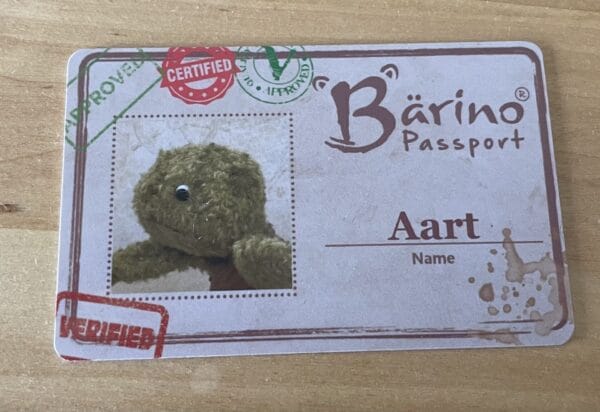 APPROVED
CERTIFIED
APPROVED
Bärino®
Passport
Aart
Name
VERIFIED